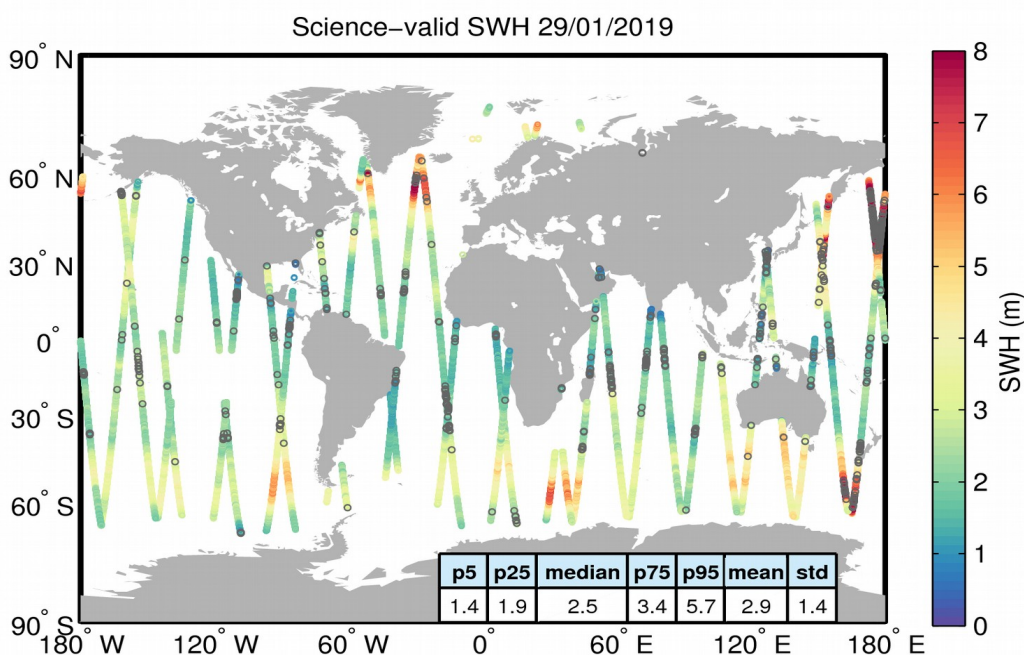 Science−valid SWH 29/01/2019
90° N
60° N
30° N
0°
30° S
60° S
90° S
180° W
120° W
60° W
0°
60° E
120° E
180° E
p5 p25 median p75 p95 mean std
1.4 1.9 2.5 3.4 5.7 2.9 1.4
8
7
6
5
4
3
2
1
0
SWH (m)